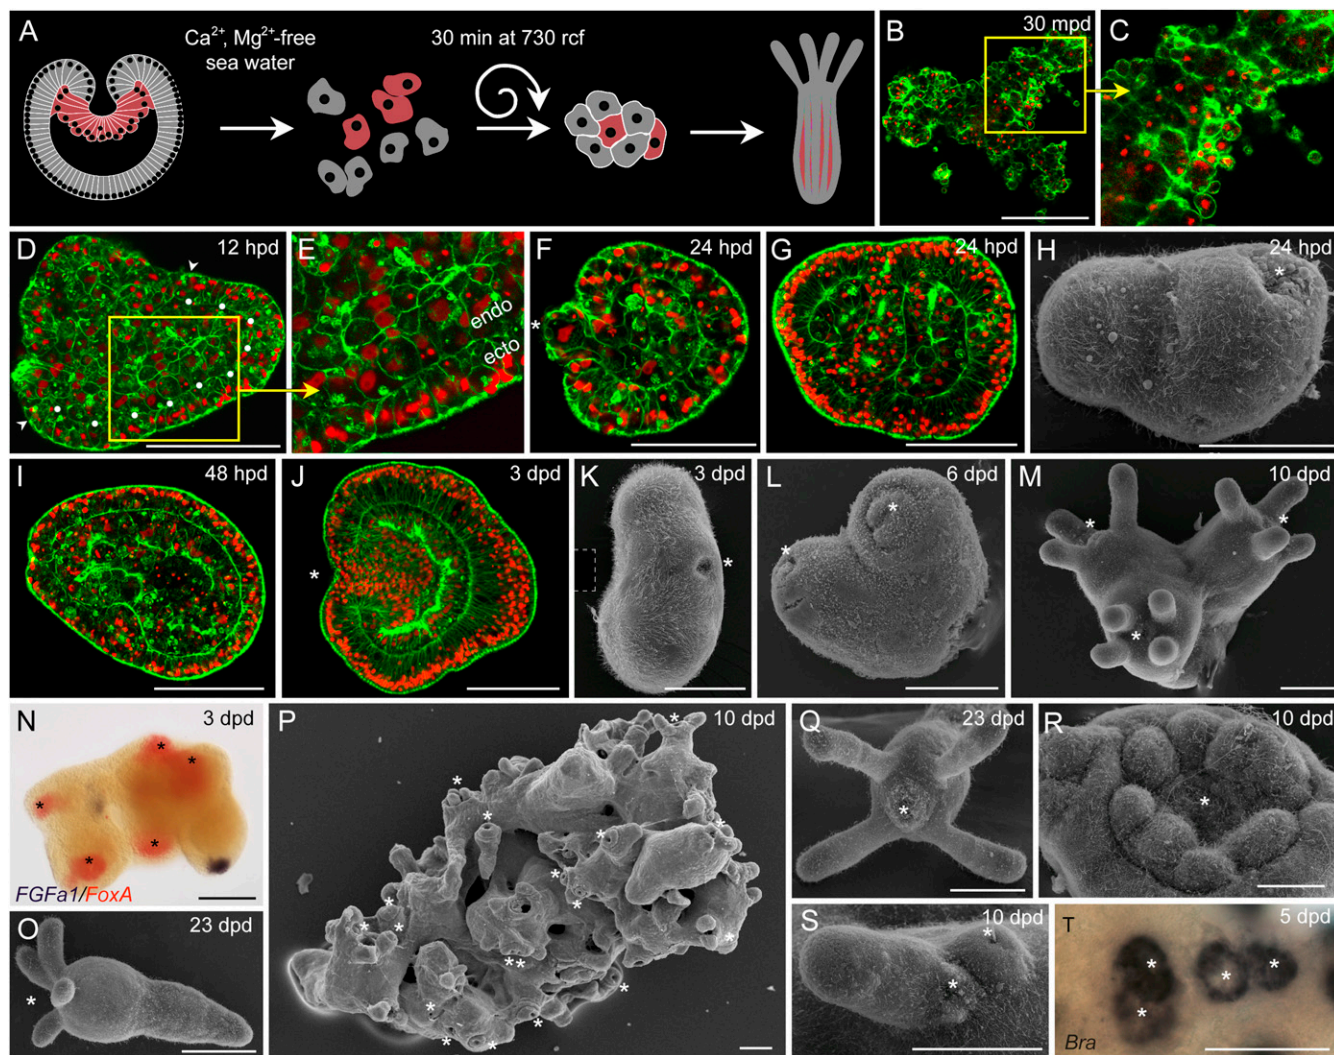 A
Ca²⁺, Mg²⁺-free
sea water
30 min at 730 rcf
B
30 mpd
C
D
12 hpd
E
endo
ecto
F
24 hpd
G
24 hpd
H
24 hpd
*
*
I
48 hpd
J
3 dpd
*
K
3 dpd
*
L
6 dpd
*
*
M
10 dpd
*
*
*
N
3 dpd
*
*
*
*
*
FGFa1/FoxA
O
23 dpd
*
P
10 dpd
*
*
*
*
*
*
*
*
*
*
**
*
*
*
*
*
*
Q
23 dpd
*
R
10 dpd
*
S
10 dpd
*
*
T
5 dpd
*
*
*
*
Bra